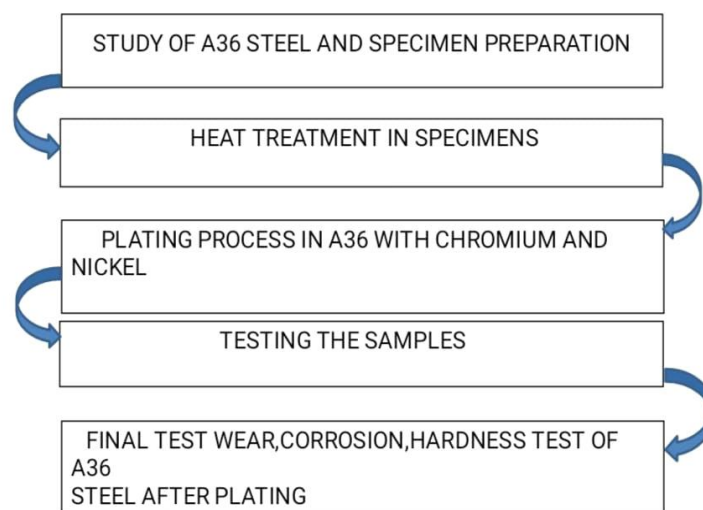 STUDY OF A36 STEEL AND SPECIMEN PREPARATION
HEAT TREATMENT IN SPECIMENS
PLATING PROCESS IN A36 WITH CHROMIUM AND
NICKEL
TESTING THE SAMPLES
FINAL TEST WEAR,CORROSION,HARDNESS TEST OF
A36
STEEL AFTER PLATING